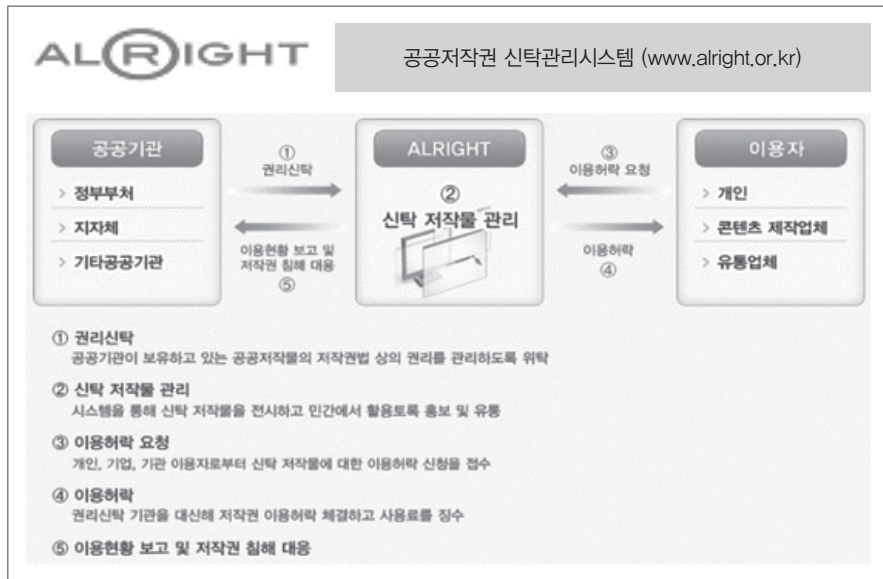 ALRIGHT
공공저작권 신탁관리시스템 (www.alright.or.kr)
공공기관
> 정부부처
> 지자체
> 기타공공기관
①
권리신탁
이용현황 보고 및
저작권 침해 대응
⑤
ALRIGHT
②
신탁 저작물 관리
③
이용허락 요청
이용허락
④
이용자
> 개인
> 콘텐츠 제작업체
> 유통업체
① 권리신탁
공공기관이 보유하고 있는 공공저작물의 저작권법 상의 권리를 관리하도록 위탁
② 신탁 저작물 관리
시스템을 통해 신탁 저작물을 전시하고 민간에서 활용토록 홍보 및 유통
③ 이용허락 요청
개인, 기업, 기관 이용자로부터 신탁 저작물에 대한 이용허락 신청을 접수
④ 이용허락
권리신탁 기관을 대신해 저작권 이용허락 체결하고 사용료를 징수
⑤ 이용현황 보고 및 저작권 침해 대응